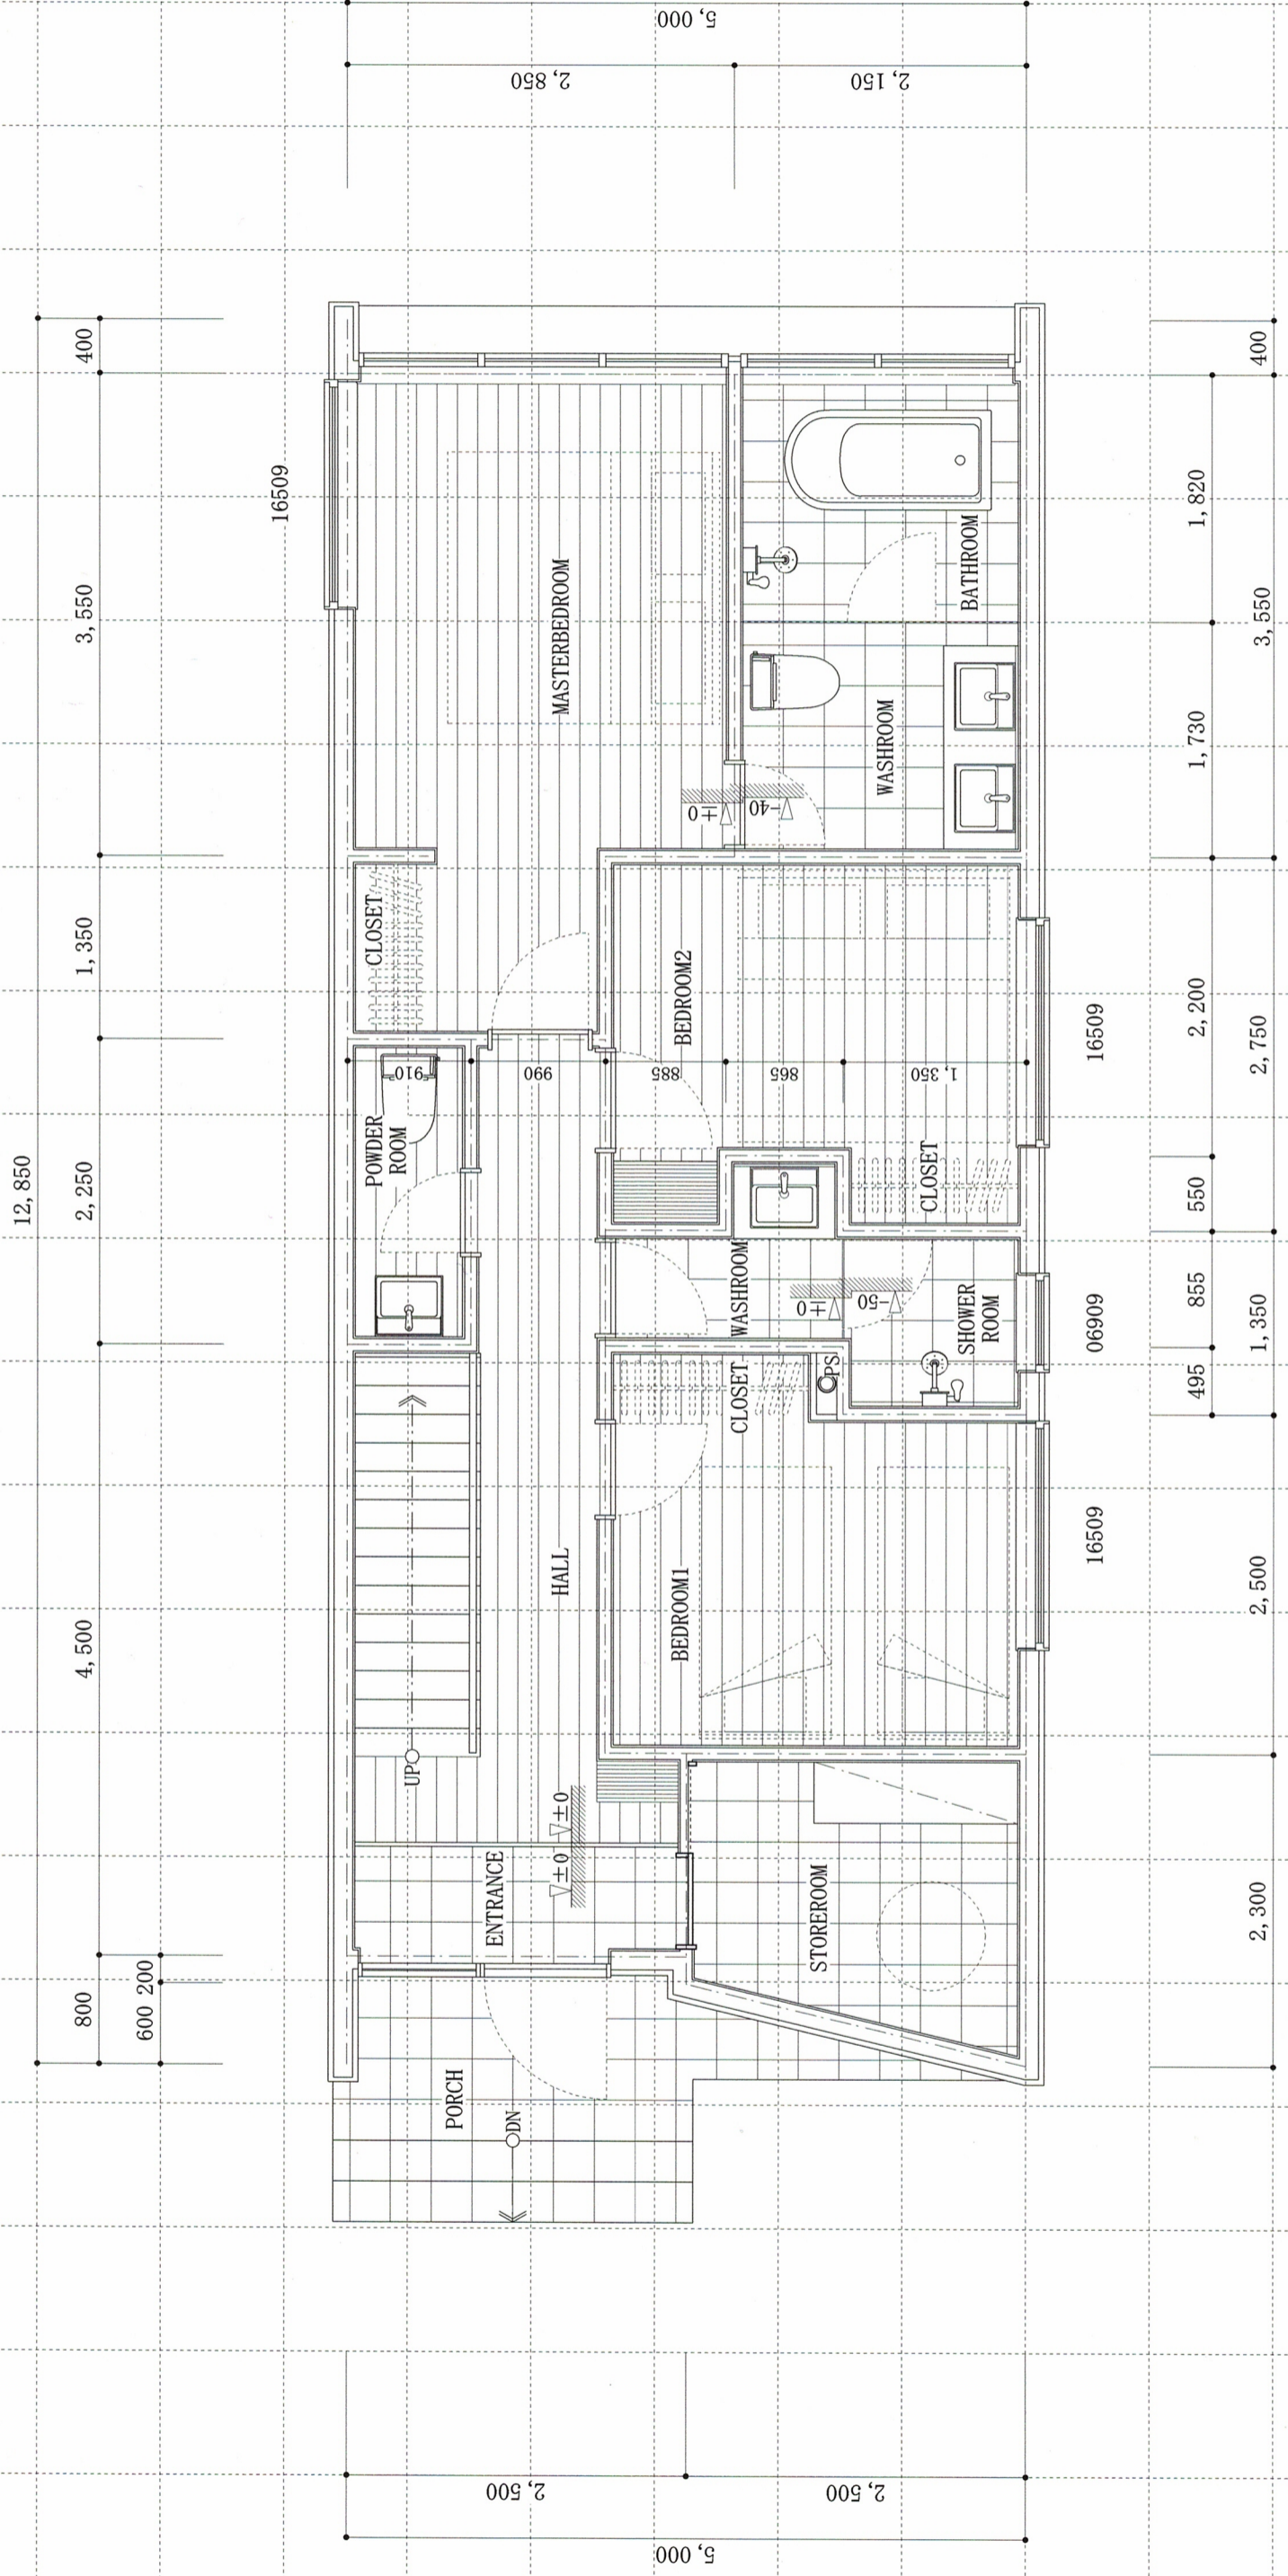 5,000
2,850
2,150
400
3,550
1,350
2,250
4,500
800
200
600
12,850
16509
MASTERBEDROOM
BATHROOM
WASHROOM
±0
-40
CLOSET
BEDROOM2
910
990
885
865
1,350
POWDER
ROOM
CLOSET
WASHROOM
±0
-50
SHOWER
ROOM
PS
CLOSET
HALL
BEDROOM1
UP
±0
±0
ENTRANCE
STOREROOM
PORCH
DN
16509
06909
16509
400
1,820
1,730
3,550
2,200
550
2,750
855
495
1,350
2,500
2,300
2,500
2,500
5,000